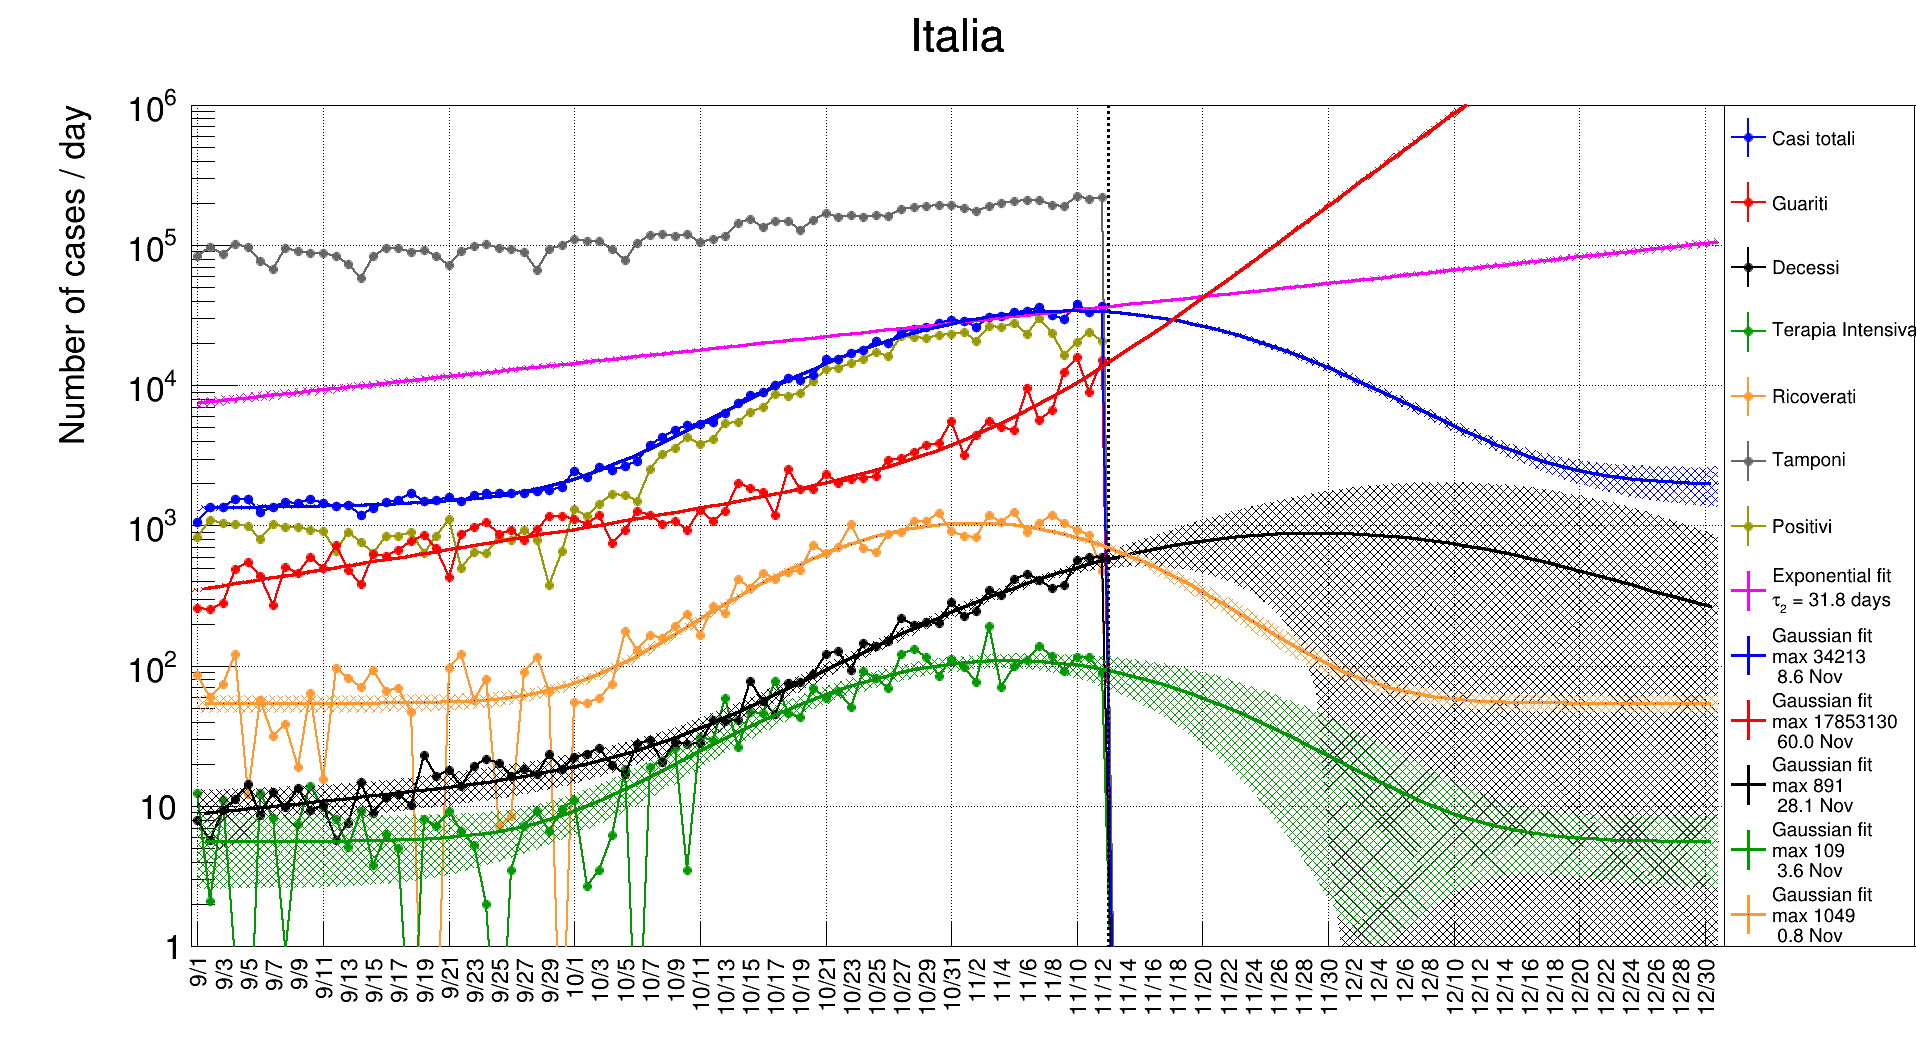 Italia
Number of cases / day
10^6
10^5
10^4
10^3
10^2
10
1
9/1 9/3 9/5 9/7 9/9 9/11 9/13 9/15 9/17 9/19 9/21 9/23 9/25 9/27 9/29 10/1 10/3 10/5 10/7 10/9 10/11 10/13 10/15 10/17 10/19 10/21 10/23 10/25 10/27 10/29 10/31 11/2 11/4 11/6 11/8 11/10 11/12 11/14 11/16 11/18 11/20 11/22 11/24 11/26 11/28 11/30 12/2 12/4 12/6 12/8 12/10 12/12 12/14 12/16 12/18 12/20 12/22 12/24 12/26 12/28 12/30
Casi totali
Guariti
Decessi
Terapia Intensiva
Ricoverati
Tamponi
Positivi
Exponential fit
τ2 = 31.8 days
Gaussian fit
max 34213
8.6 Nov
Gaussian fit
max 17853130
60.0 Nov
Gaussian fit
max 891
28.1 Nov
Gaussian fit
max 109
3.6 Nov
Gaussian fit
max 1049
0.8 Nov